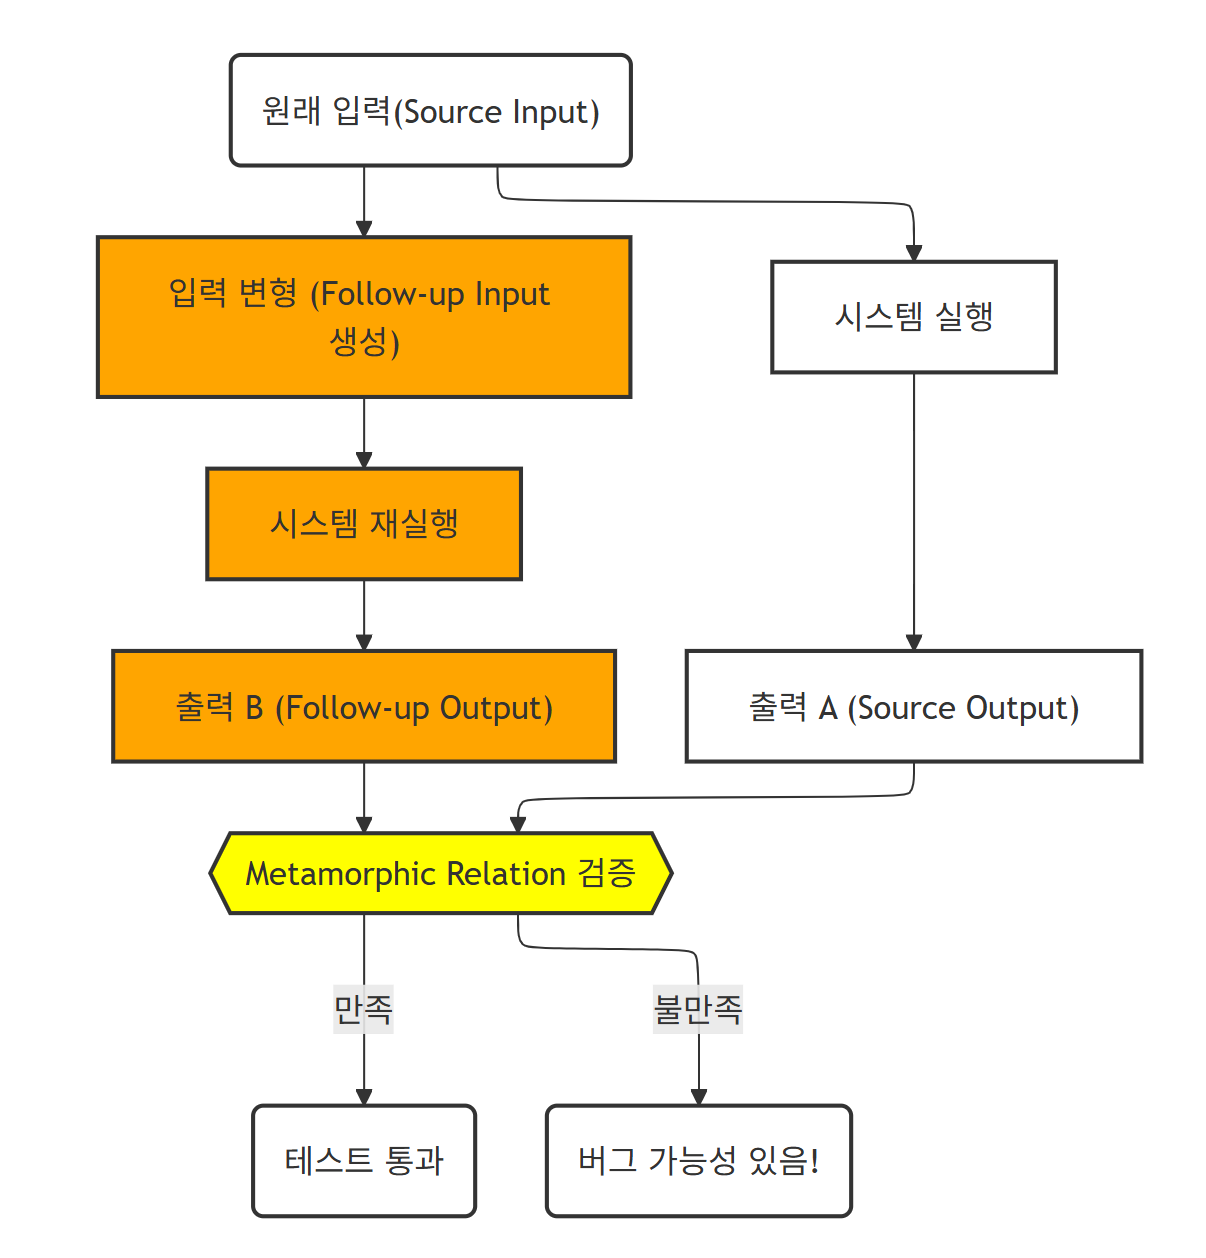 원래 입력(Source Input)
입력 변형 (Follow-up Input
생성)
시스템 실행
시스템 재실행
출력 B (Follow-up Output)
출력 A (Source Output)
Metamorphic Relation 검증
만족
불만족
테스트 통과
버그 가능성 있음!